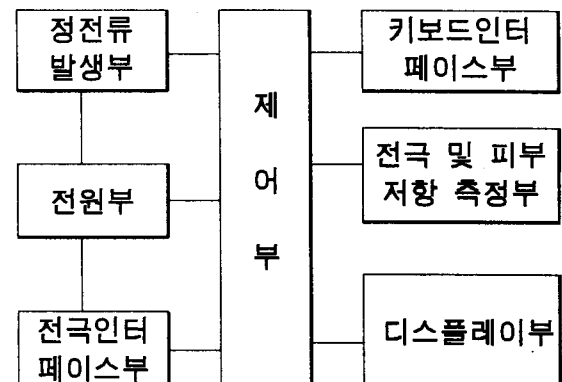 정전류
발생부
전원부
전극인터
페이스부
제
어
부
키보드인터
페이스부
전극 및 피부
저항 측정부
디스플레이부